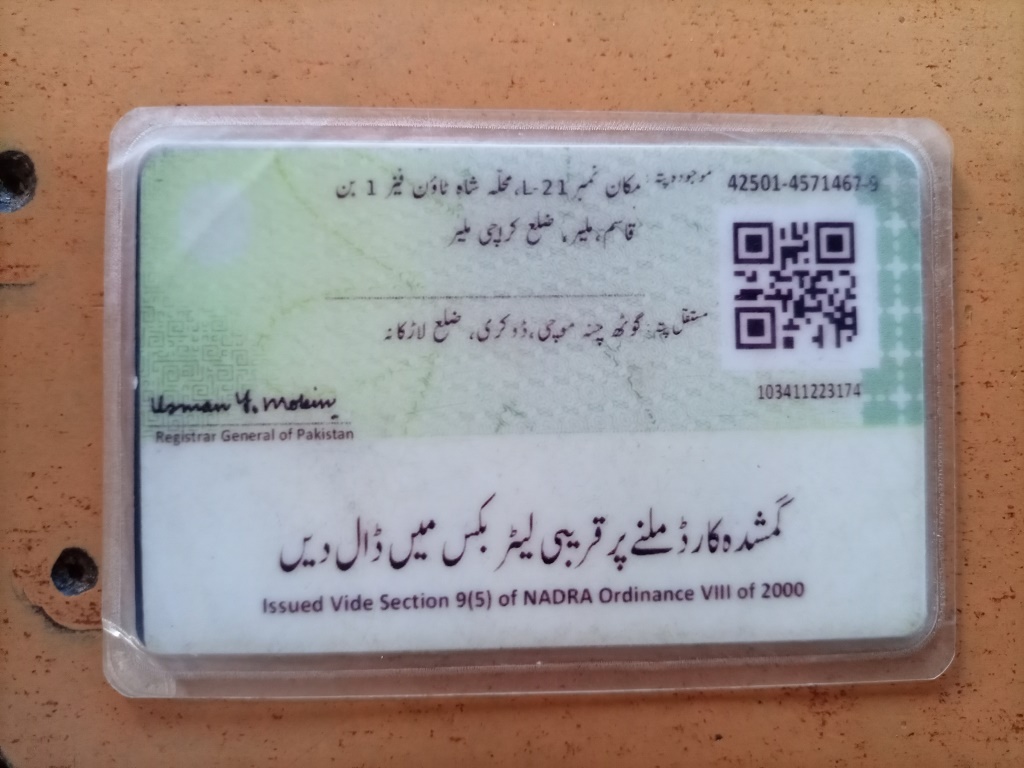 موجودہ پتہ: مکان نمبر L-21، محلہ شاہ ٹاؤن فیز 1 بن
قاسم، ملیر، ضلع کراچی ملیر
42501-4571467-9
مستقل پتہ: گوٹھ چنہ موچی، ڈوکری، ضلع لاڑکانہ
103411223174
Usman Y. Mobin
Registrar General of Pakistan
گمشدہ کارڈ ملنے پر قریبی لیٹر بکس میں ڈال دیں
Issued Vide Section 9(5) of NADRA Ordinance VIII of 2000